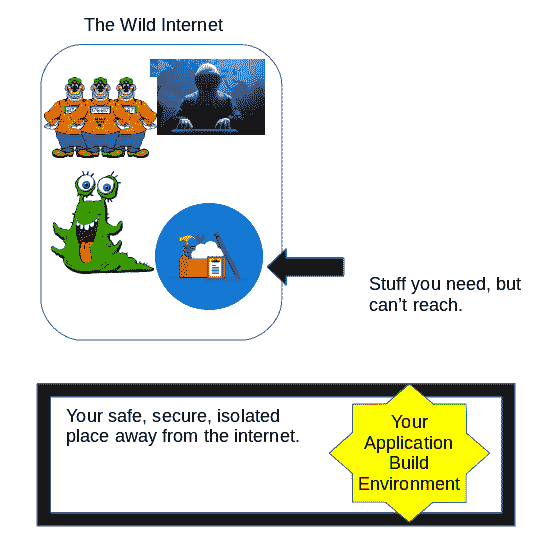 The Wild Internet
Stuff you need, but
can't reach.
Your safe, secure, isolated
place away from the internet.
Your
Application
Build
Environment